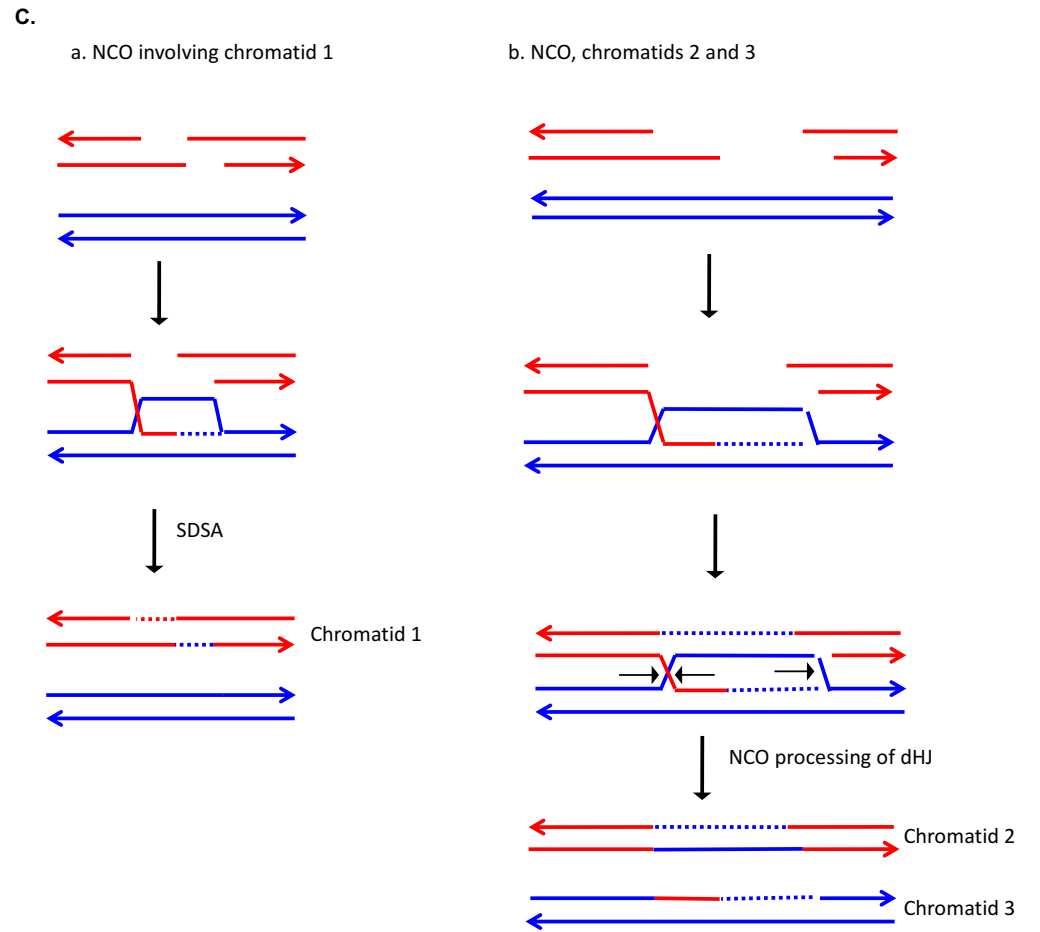 C.
a. NCO involving chromatid 1
b. NCO, chromatids 2 and 3
SDSA
Chromatid 1
NCO processing of dHJ
Chromatid 2
Chromatid 3